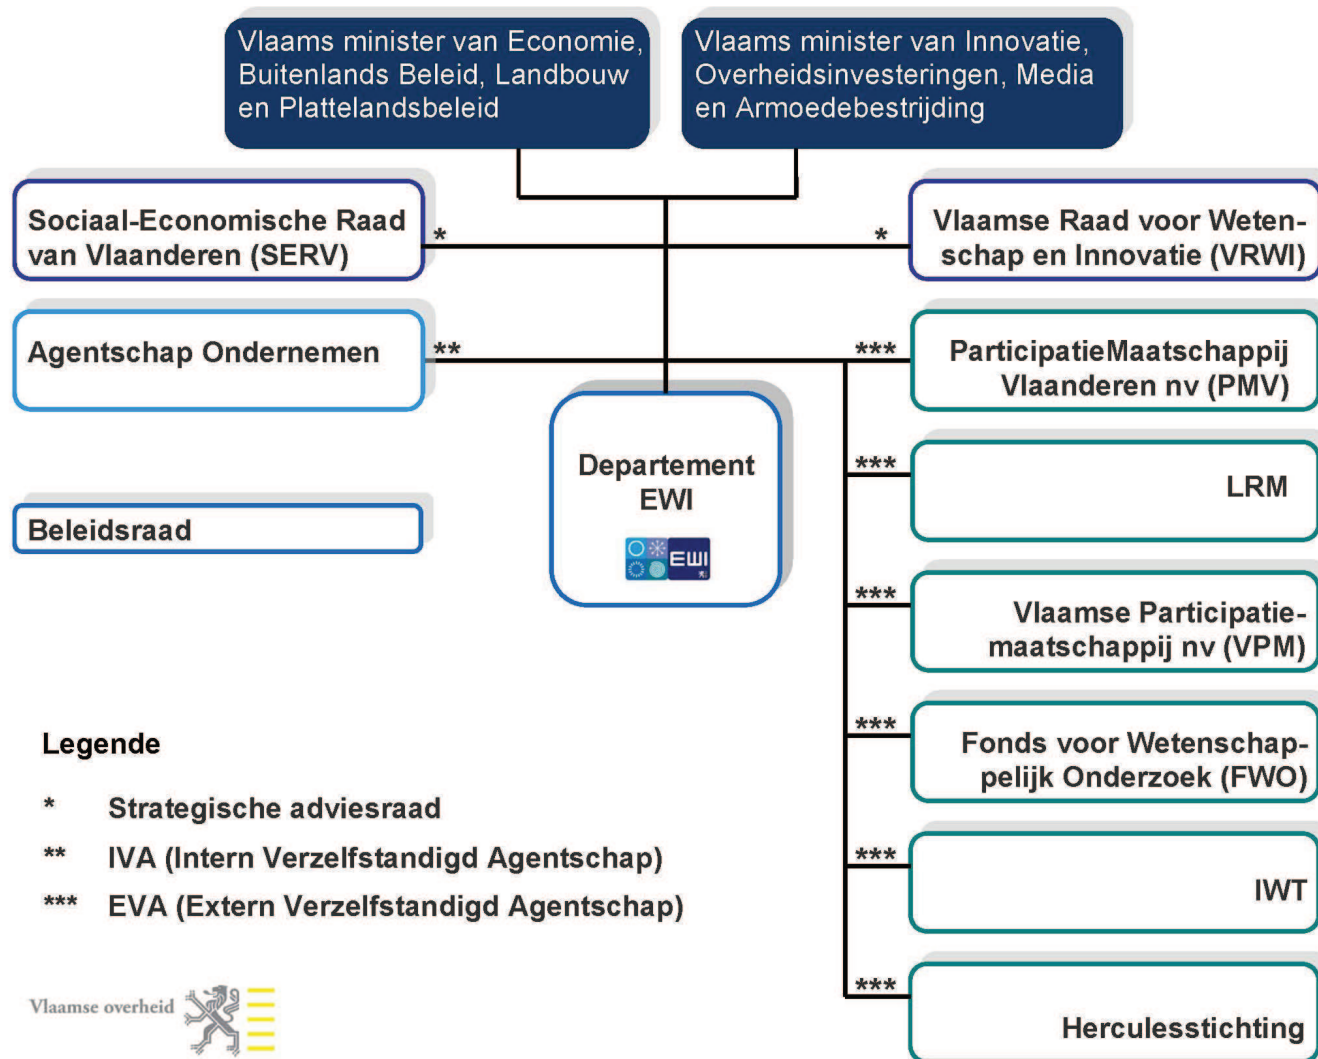 Vlaams minister van Economie,
Buitenlands Beleid, Landbouw
en Plattelandsbeleid
Vlaams minister van Innovatie,
Overheidsinvesteringen, Media
en Armoedebestrijding
Sociaal-Economische Raad
van Vlaanderen (SERV)
*
*
Vlaamse Raad voor Weten-
schap en Innovatie (VRWI)
Agentschap Ondernemen
**
***
ParticipatieMaatschappij
Vlaanderen nv (PMV)
Departement
EWI
EWI
***
LRM
Beleidsraad
***
Vlaamse Participatie-
maatschappij nv (VPM)
***
Fonds voor Wetenschap-
pelijk Onderzoek (FWO)
***
IWT
***
Herculesstichting
Legende
* Strategische adviesraad
** IVA (Intern Verzelfstandigd Agentschap)
*** EVA (Extern Verzelfstandigd Agentschap)
Vlaamse overheid